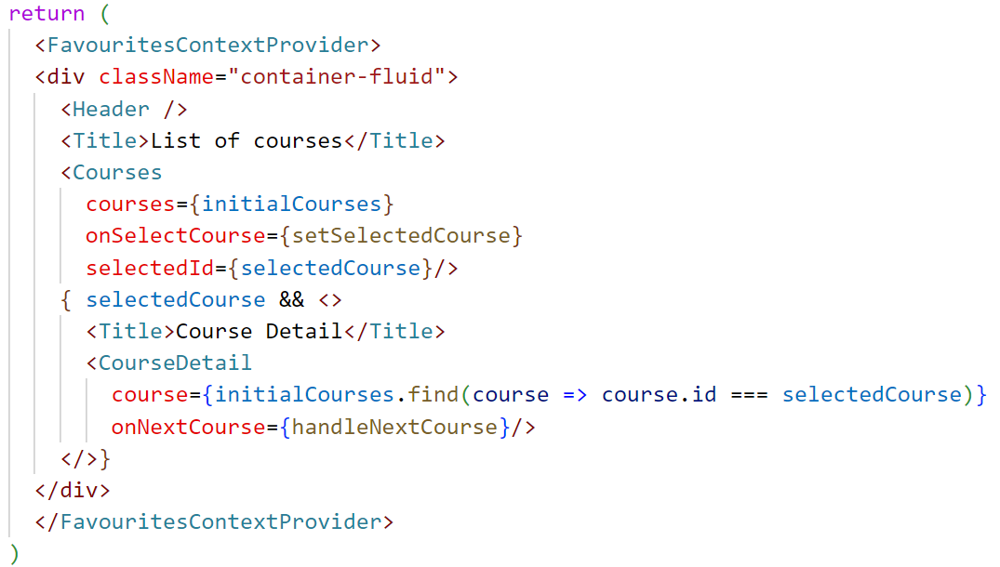 return (
  <FavouritesContextProvider>
  <div className="container-fluid">
    <Header />
    <Title>List of courses</Title>
    <Courses
      courses={initialCourses}
      onSelectCourse={setSelectedCourse}
      selectedId={selectedCourse}/>
    { selectedCourse && <>
      <Title>Course Detail</Title>
      <CourseDetail
        course={initialCourses.find(course => course.id === selectedCourse)}
        onNextCourse={handleNextCourse}/>
    </>}
  </div>
  </FavouritesContextProvider>
)